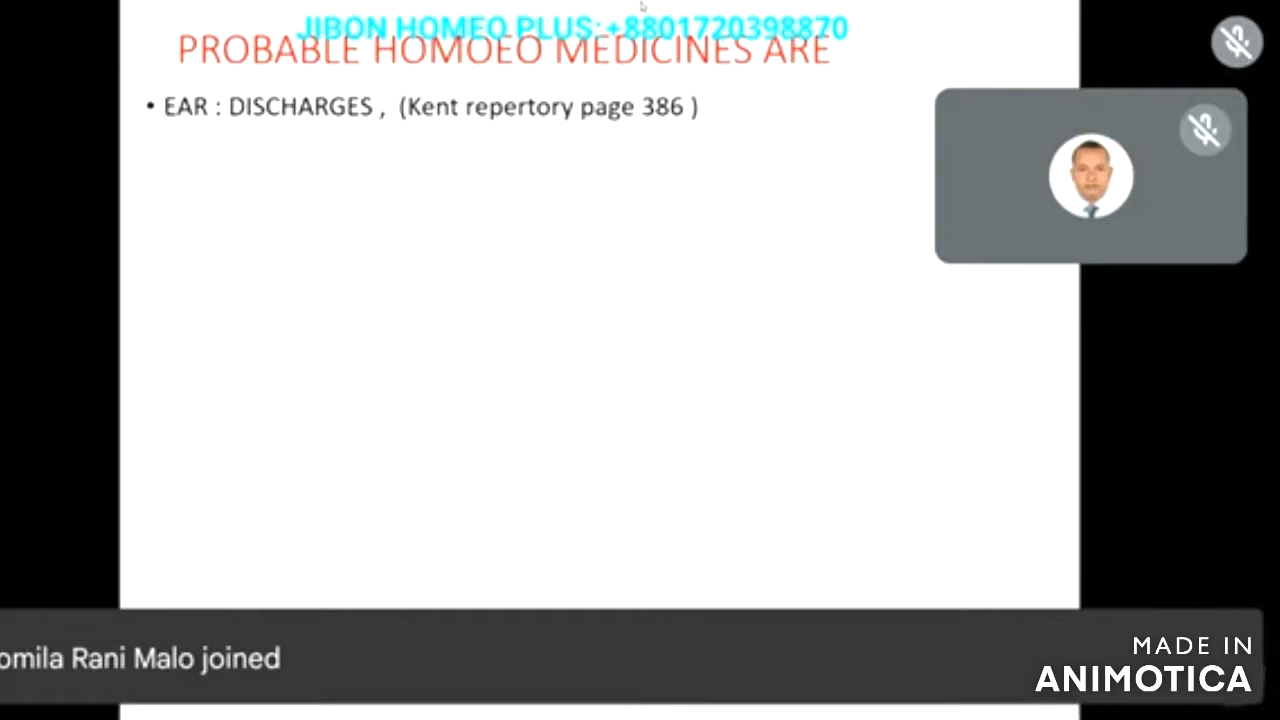 JIBON HOMEO PLUS:+8801720398870
PROBABLE HOMOEO MEDICINES ARE
• EAR : DISCHARGES , (Kent repertory page 386 )
omila Rani Malo joined
MADE IN
ANIMOTICA